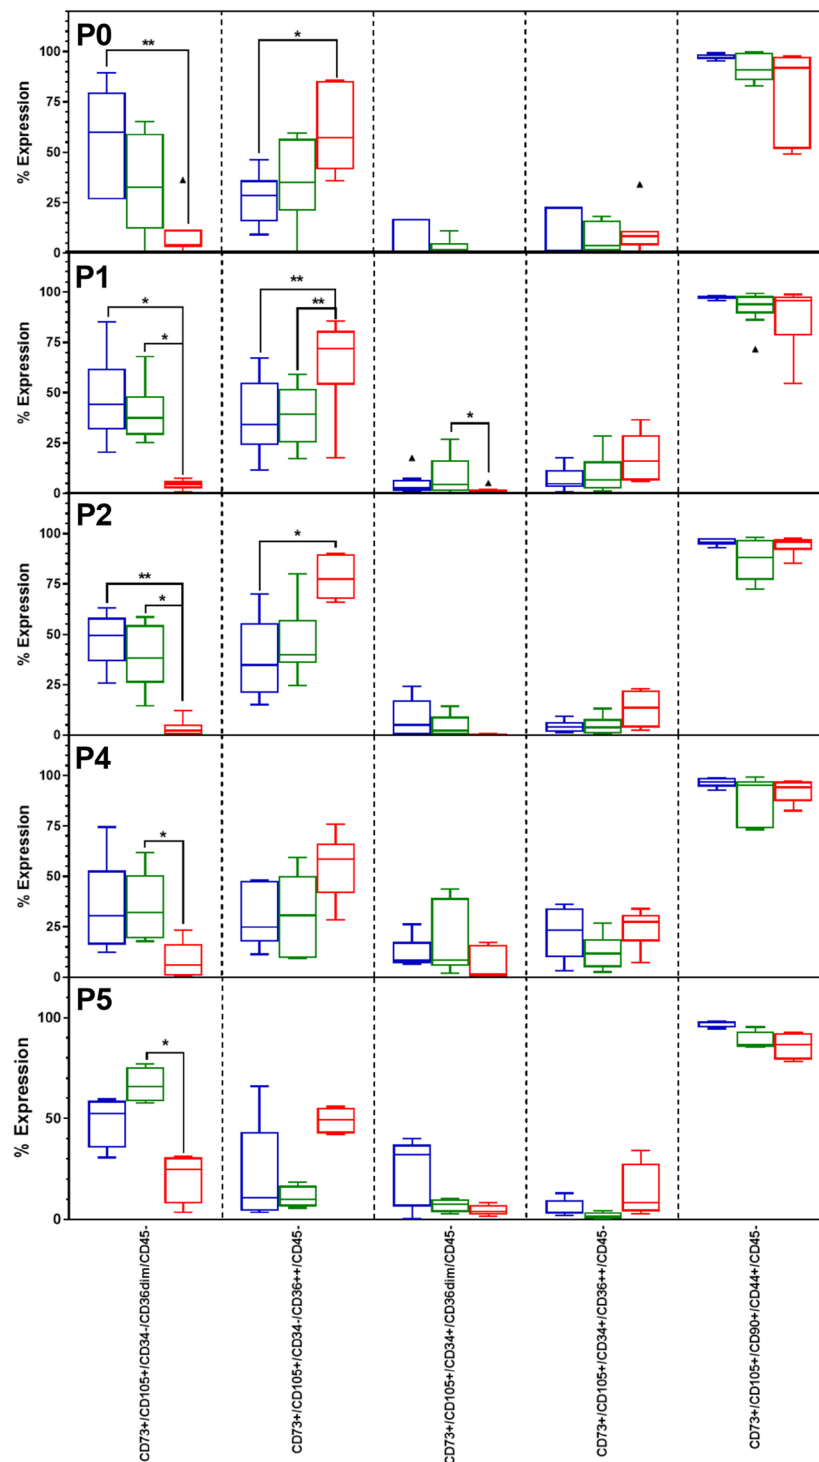 P0
% Expression
100
75
50
25
0
**
*
P1
% Expression
100
75
50
25
0
*
*
**
**
*
P2
% Expression
100
75
50
25
0
**
*
*
P4
% Expression
100
75
50
25
0
*
P5
% Expression
100
50
0
*
CD73+/CD105+/CD34-/CD36dim/CD45-
CD73+/CD105+/CD34-/CD36++/CD45-
CD73+/CD105+/CD34+/CD36dim/CD45-
CD73+/CD105+/CD34+/CD36++/CD45-
CD73+/CD105+/CD90+/CD44+/CD45-